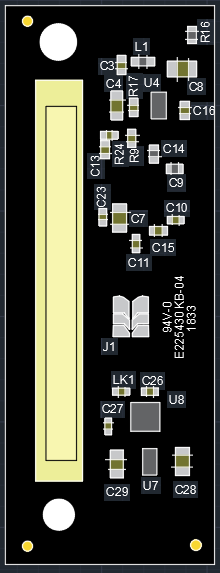 R16
L1
C3
C8
C4
R17
U4
C16
C13
R24
R9
C14
C9
C23
C7
C10
C15
C11
94V-0
E225430 KB-04
1833
J1
LK1
C26
U8
C27
C29
U7
C28